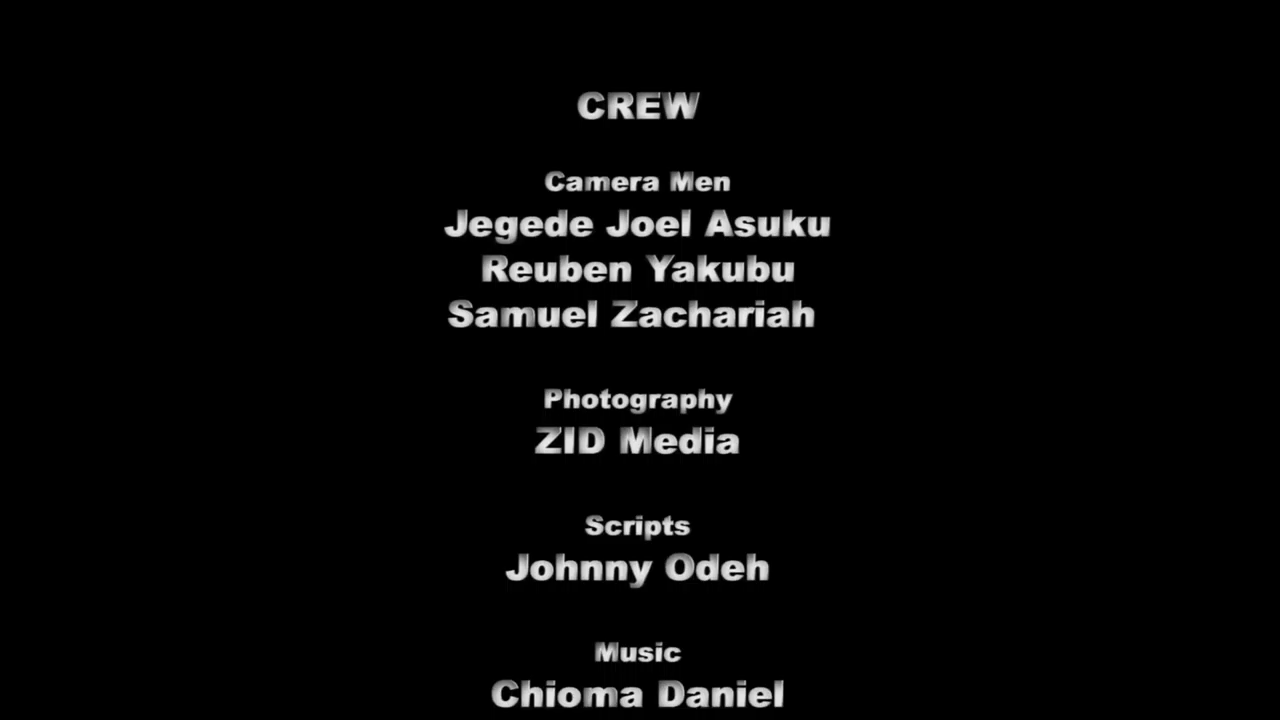 CREW
Camera Men
Jegede Joel Asuku
Reuben Yakubu
Samuel Zachariah
Photography
ZID Media
Scripts
Johnny Odeh
Music
Chioma Daniel